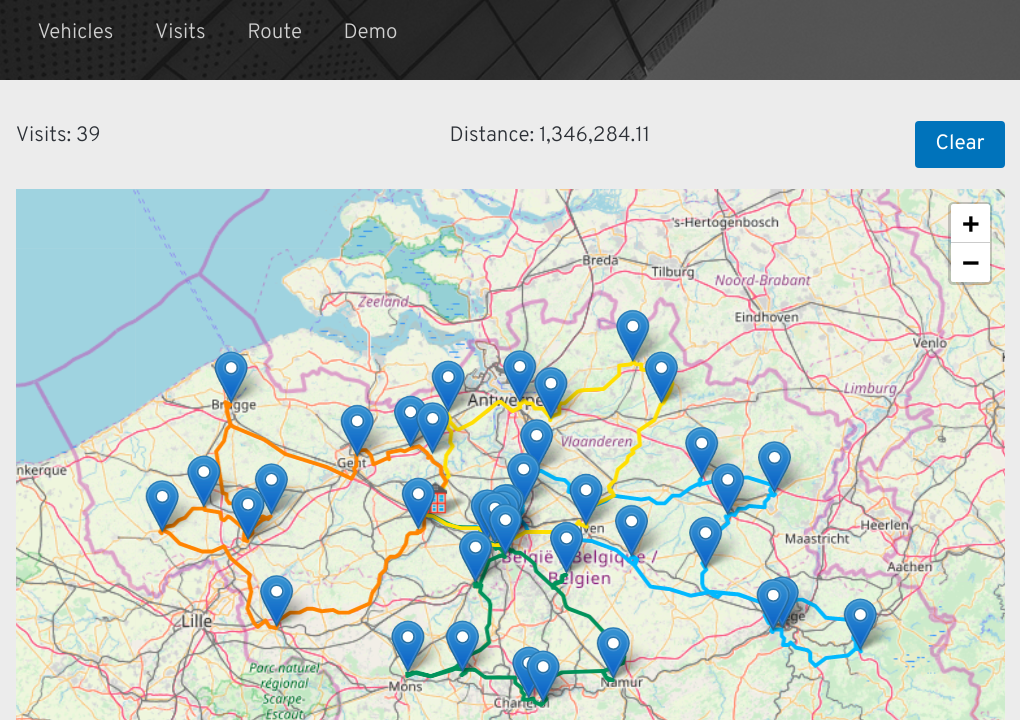 Vehicles Visits Route Demo
Visits: 39
Distance: 1,346,284.11
Clear
+
−
's-Hertogenbosch
Breda
Tilburg
Noord-Brabant
Zeeland
Eindhoven
Venlo
Limburg
Brugge
Antwerpe
Vlaanderen
Gent
nkerque
Heerlen
ven
Maastricht
België / Belgique /
Belgien
Aachen
Lille
ge
Parc naturel
régional
Scarpe-
Escaut
Mons
Namur
Charleroi